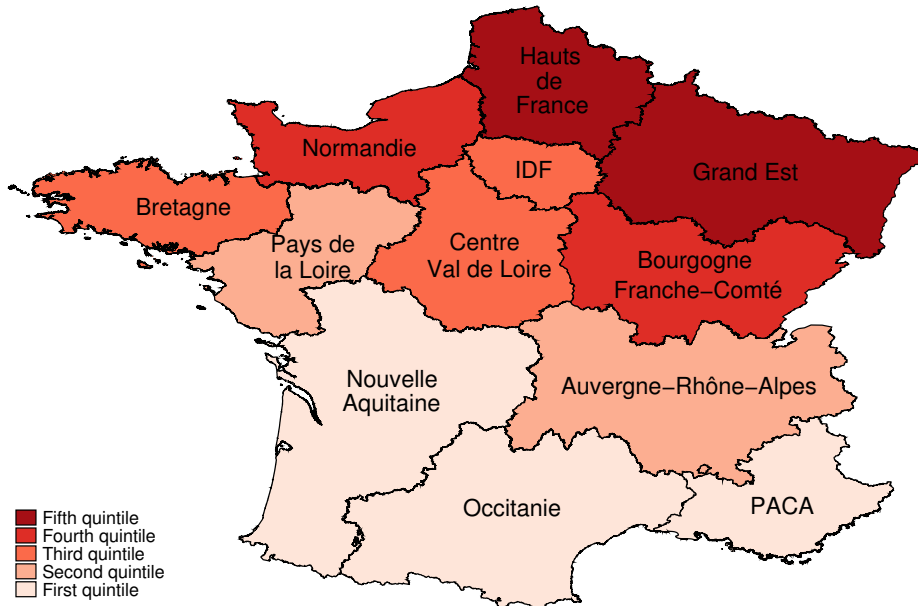 Hauts
de
France
Normandie
IDF
Grand Est
Bretagne
Pays de
la Loire
Centre
Val de Loire
Bourgogne
Franche−Comté
Nouvelle
Aquitaine
Auvergne−Rhône−Alpes
Occitanie
PACA
Fifth quintile
Fourth quintile
Third quintile
Second quintile
First quintile